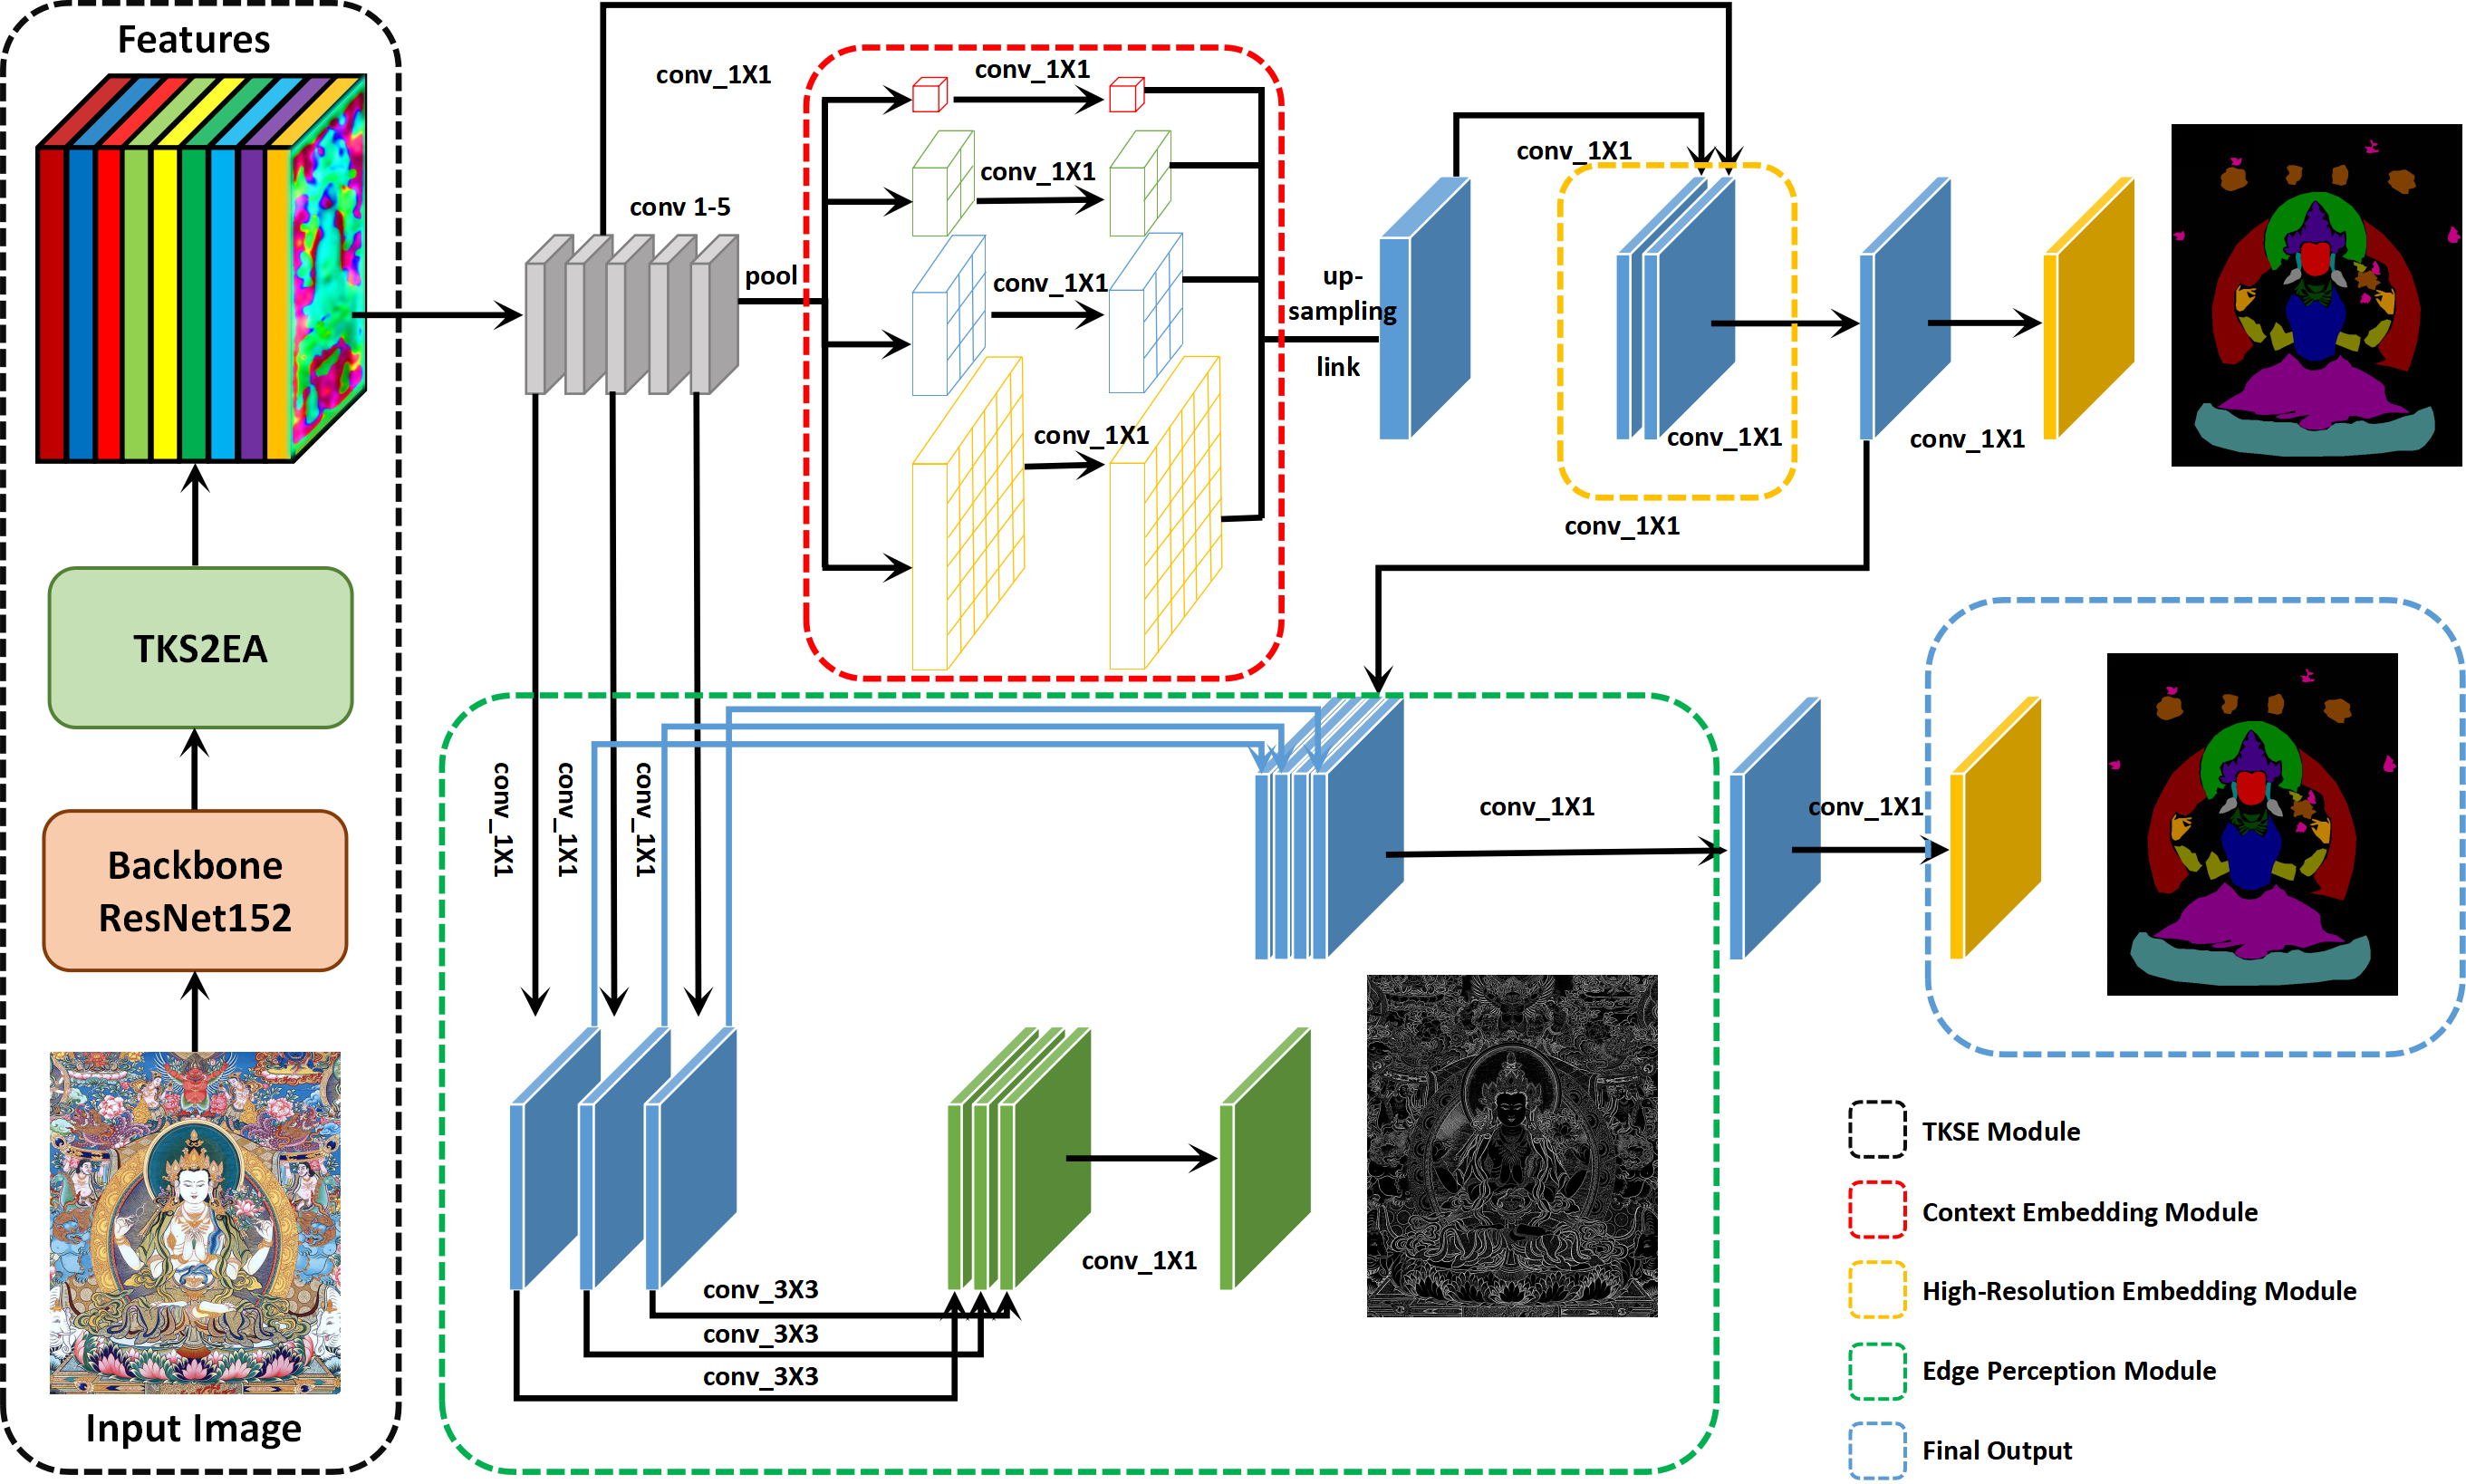 Features
TKS2EA
Backbone
ResNet152
Input Image
conv 1-5
pool
conv_1X1
conv_1X1
conv_1X1
conv_1X1
conv_1X1
up-
sampling
link
conv_1X1
conv_1X1
conv_1X1
conv_1X1
conv_1X1
conv_1X1
conv_1X1
conv_1X1
conv_1X1
conv_3X3
conv_3X3
conv_3X3
conv_1X1
TKSE Module
Context Embedding Module
High-Resolution Embedding Module
Edge Perception Module
Final Output